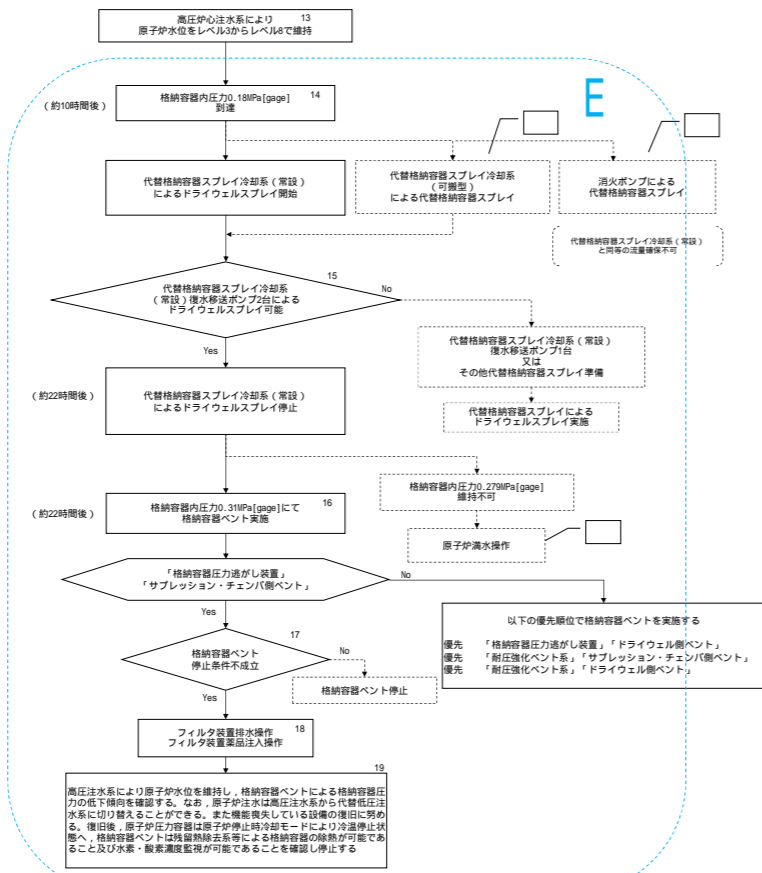 高圧炉心注水系により
原子炉水位をレベル3からレベル8で維持
13
E
(約10時間後)
格納容器内圧力0.18MPa[gage]
到達
14
代替格納容器スプレイ冷却系(常設)
によるドライウェルスプレイ開始
代替格納容器スプレイ冷却系
(可搬型)
による代替格納容器スプレイ
消火ポンプによる
代替格納容器スプレイ
代替格納容器スプレイ冷却系(常設)
と同等の流量確保不可
15
代替格納容器スプレイ冷却系
(常設)復水移送ポンプ2台による
ドライウェルスプレイ可能
No
Yes
代替格納容器スプレイ冷却系(常設)
復水移送ポンプ1台
又は
その他代替格納容器スプレイ準備
(約22時間後)
代替格納容器スプレイ冷却系(常設)
によるドライウェルスプレイ停止
代替格納容器スプレイによる
ドライウェルスプレイ実施
格納容器内圧力0.279MPa[gage]
維持不可
(約22時間後)
格納容器内圧力0.31MPa[gage]にて
格納容器ベント実施
16
原子炉満水操作
「格納容器圧力逃がし装置」
「サプレッション・チェンバ側ベント」
No
Yes
以下の優先順位で格納容器ベントを実施する
優先 「格納容器圧力逃がし装置」「ドライウェル側ベント」
優先 「耐圧強化ベント系」「サプレッション・チェンバ側ベント」
優先 「耐圧強化ベント系」「ドライウェル側ベント」
17
格納容器ベント
停止条件不成立
No
Yes
格納容器ベント停止
フィルタ装置排水操作
フィルタ装置薬品注入操作
18
19
高圧注水系により原子炉水位を維持し,格納容器ベントによる格納容器圧
力の低下傾向を確認する。なお,原子炉注水は高圧注水系から代替低圧注
水系に切り替えることができる。また機能喪失している設備の復旧に努め
る。復旧後,原子炉圧力容器は原子炉停止時冷却モードにより冷温停止状
態へ,格納容器ベントは残留熱除去系等による格納容器の除熱が可能であ
ること及び水素・酸素濃度監視が可能であることを確認し停止する